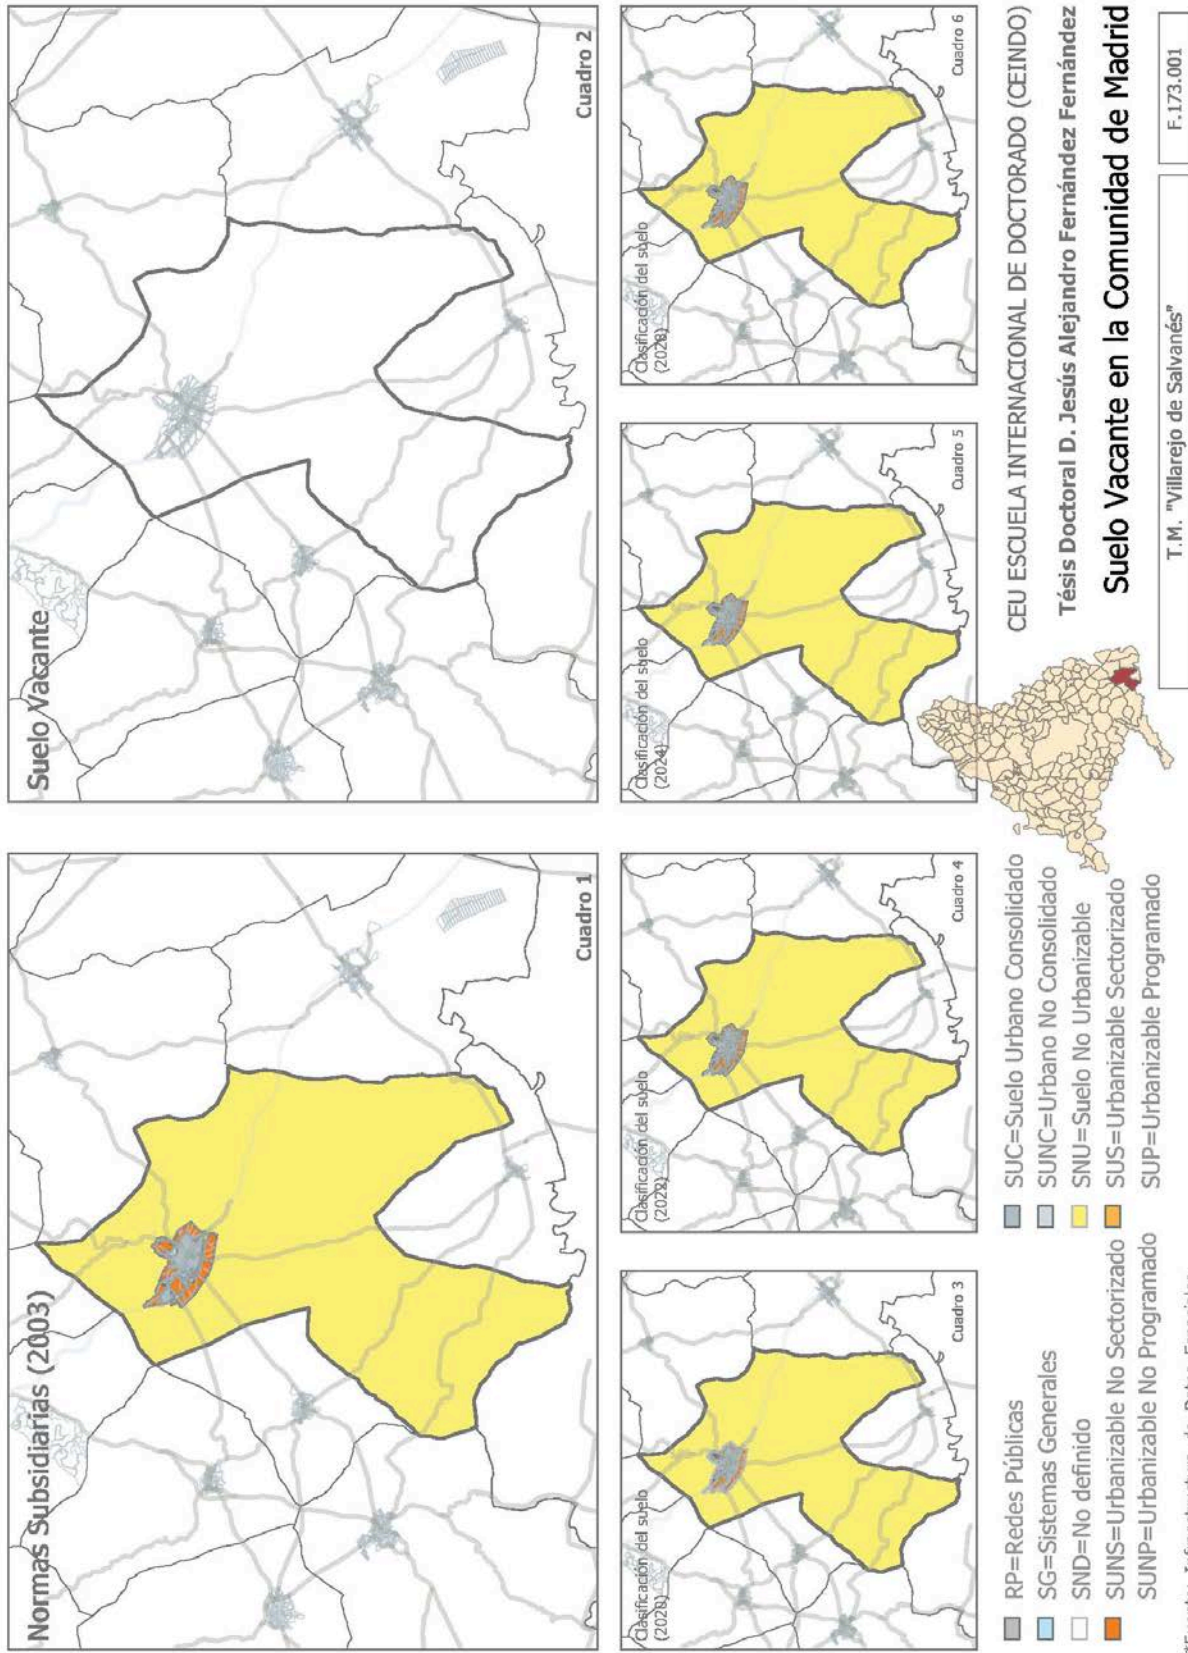 Normas Subsidiarias (2003)
Cuadro 1
Suelo Vacante
Cuadro 2
Clasificación del suelo
(2020)
Cuadro 3
Clasificación del suelo
(2022)
Cuadro 4
Clasificación del suelo
(2024)
Cuadro 5
Clasificación del suelo
(2028)
Cuadro 6
RP=Redes Públicas
SG=Sistemas Generales
SND=No definido
SUNS=Urbanizable No Sectorizado
SUNP=Urbanizable No Programado
SUC=Suelo Urbano Consolidado
SUNC=Urbano No Consolidado
SNU=Suelo No Urbanizable
SUS=Urbanizable Sectorizado
SUP=Urbanizable Programado
CEU ESCUELA INTERNACIONAL DE DOCTORADO (CEINDO)
Tésis Doctoral D. Jesús Alejandro Fernández Fernández
Suelo Vacante en la Comunidad de Madrid
T.M. "Villarejo de Salvanés"
F.173.001